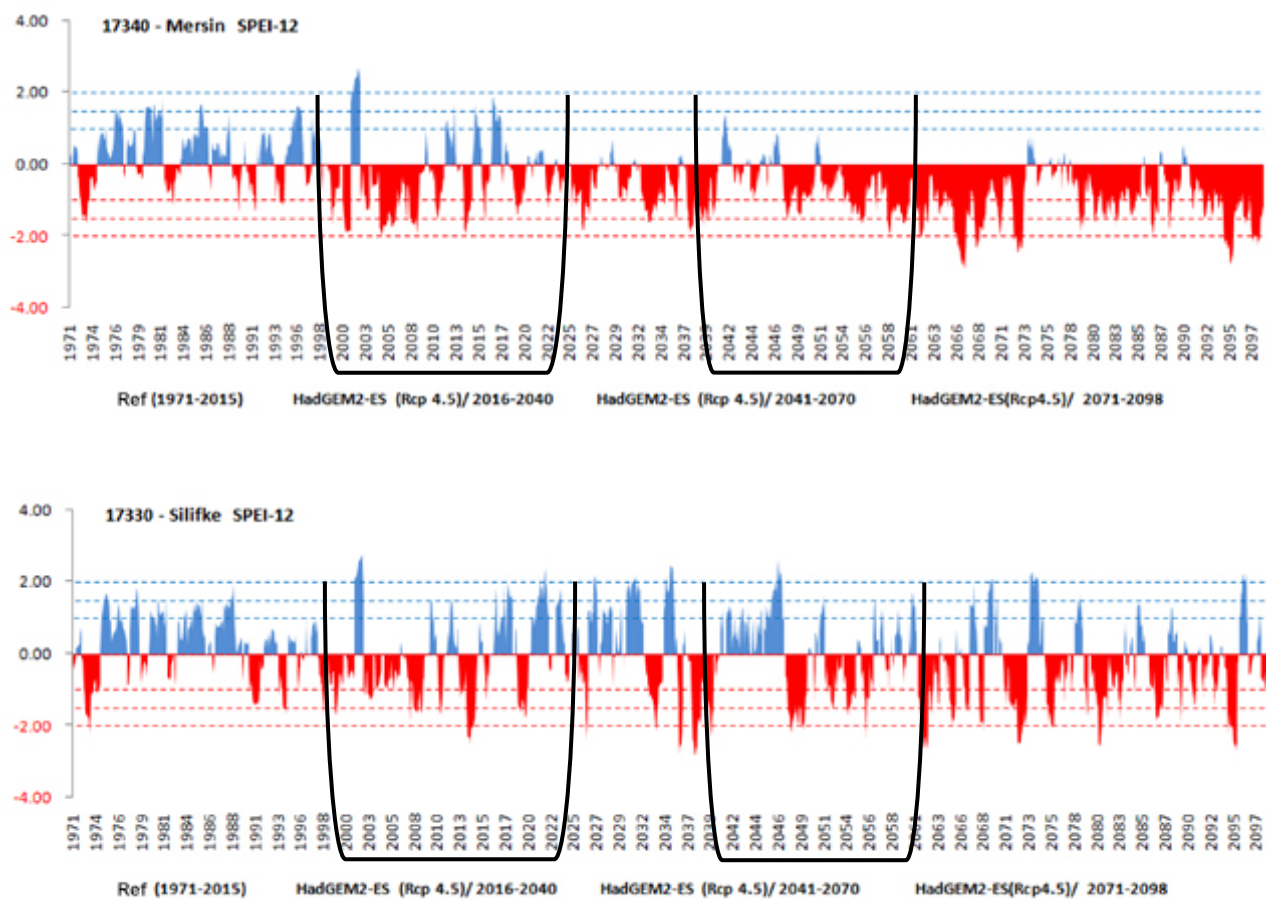 17340 - Mersin SPEI-12
4.00
2.00
0.00
-2.00
-4.00
1971 1974 1976 1979 1981 1984 1986 1988 1991 1993 1996 1998 2000 2003 2005 2008 2010 2012 2015 2017 2020 2022 2025 2027 2029 2032 2034 2037 2039 2042 2044 2046 2049 2051 2054 2056 2058 2061 2063 2066 2068 2071 2073 2075 2078 2080 2083 2085 2087 2090 2092 2095 2097
Ref (1971-2015) HadGEM2-ES (Rcp 4.5)/ 2016-2040 HadGEM2-ES (Rcp 4.5)/ 2041-2070 HadGEM2-ES(Rcp4.5)/ 2071-2098
17330 - Silifke SPEI-12
4.00
2.00
0.00
-2.00
-4.00
1971 1974 1976 1979 1981 1984 1986 1988 1991 1993 1996 1998 2000 2003 2005 2008 2010 2012 2015 2017 2020 2022 2025 2027 2029 2032 2034 2037 2039 2042 2044 2046 2049 2051 2054 2056 2058 2061 2063 2066 2068 2071 2073 2075 2078 2080 2083 2085 2087 2090 2092 2095 2097
Ref (1971-2015) HadGEM2-ES (Rcp 4.5)/ 2016-2040 HadGEM2-ES (Rcp 4.5)/ 2041-2070 HadGEM2-ES(Rcp4.5)/ 2071-2098